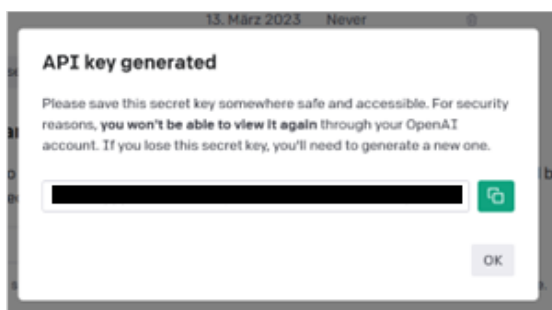 13. März 2023 Never
API key generated
Please save this secret key somewhere safe and accessible. For security
reasons, you won't be able to view it again through your OpenAI
account. If you lose this secret key, you'll need to generate a new one.
OK